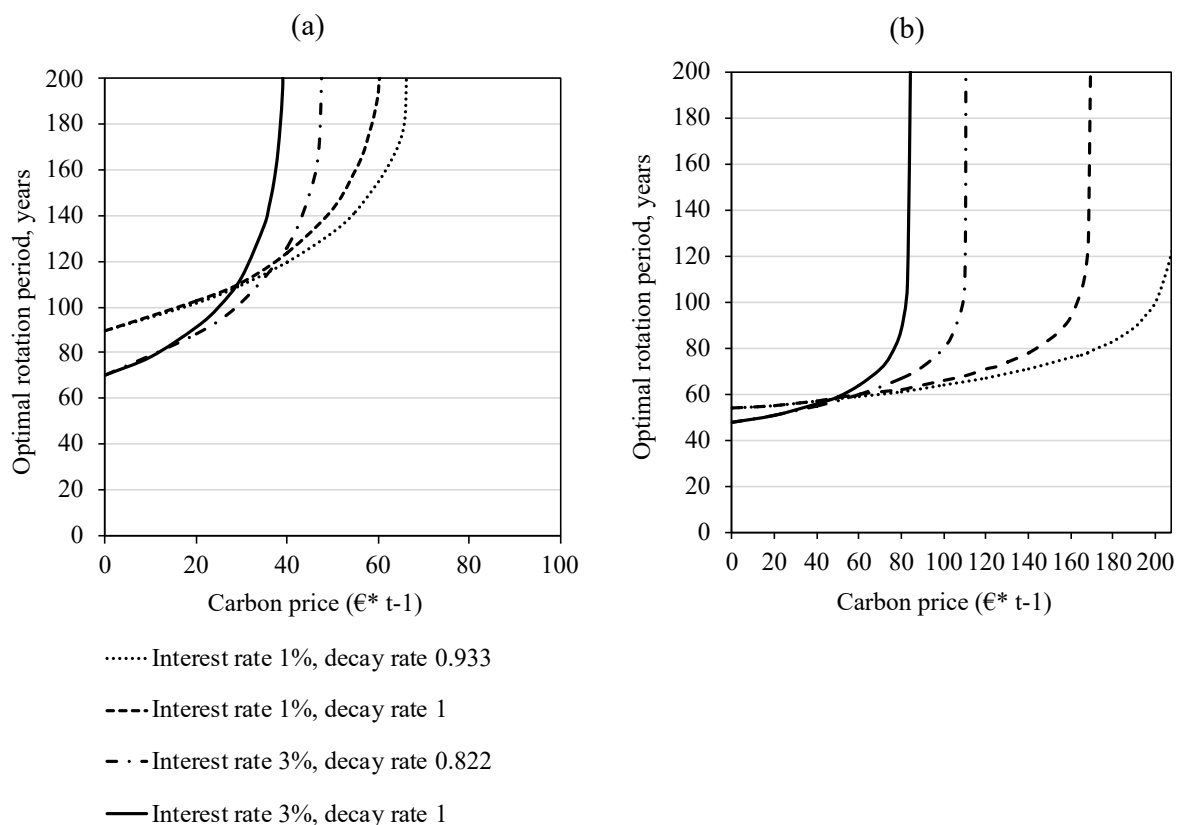 (a)
200
180
160
140
120
100
80
60
40
20
0
Optimal rotation period, years
0 20 40 60 80 100
Carbon price (€* t-1)
(b)
200
180
160
140
120
100
80
60
40
20
0
Optimal rotation period, years
0 20 40 60 80 100 120 140 160 180 200
Carbon price (€* t-1)
Interest rate 1%, decay rate 0.933
Interest rate 1%, decay rate 1
Interest rate 3%, decay rate 0.822
Interest rate 3%, decay rate 1